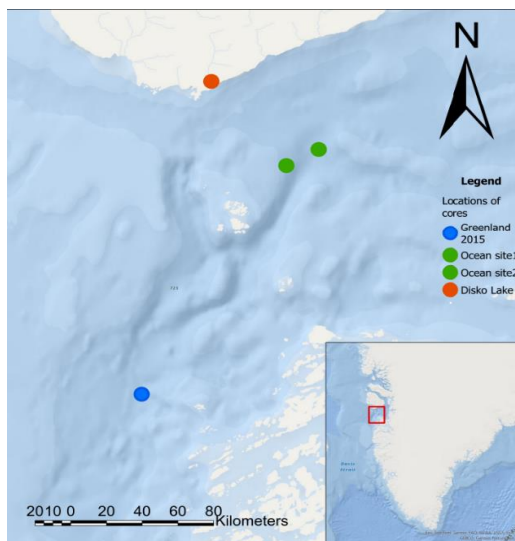 N
Legend
Locations of
cores
Greenland
2015
Ocean site1
Ocean site2
Disko Lake
2010 0 20 40 60 80
Kilometers